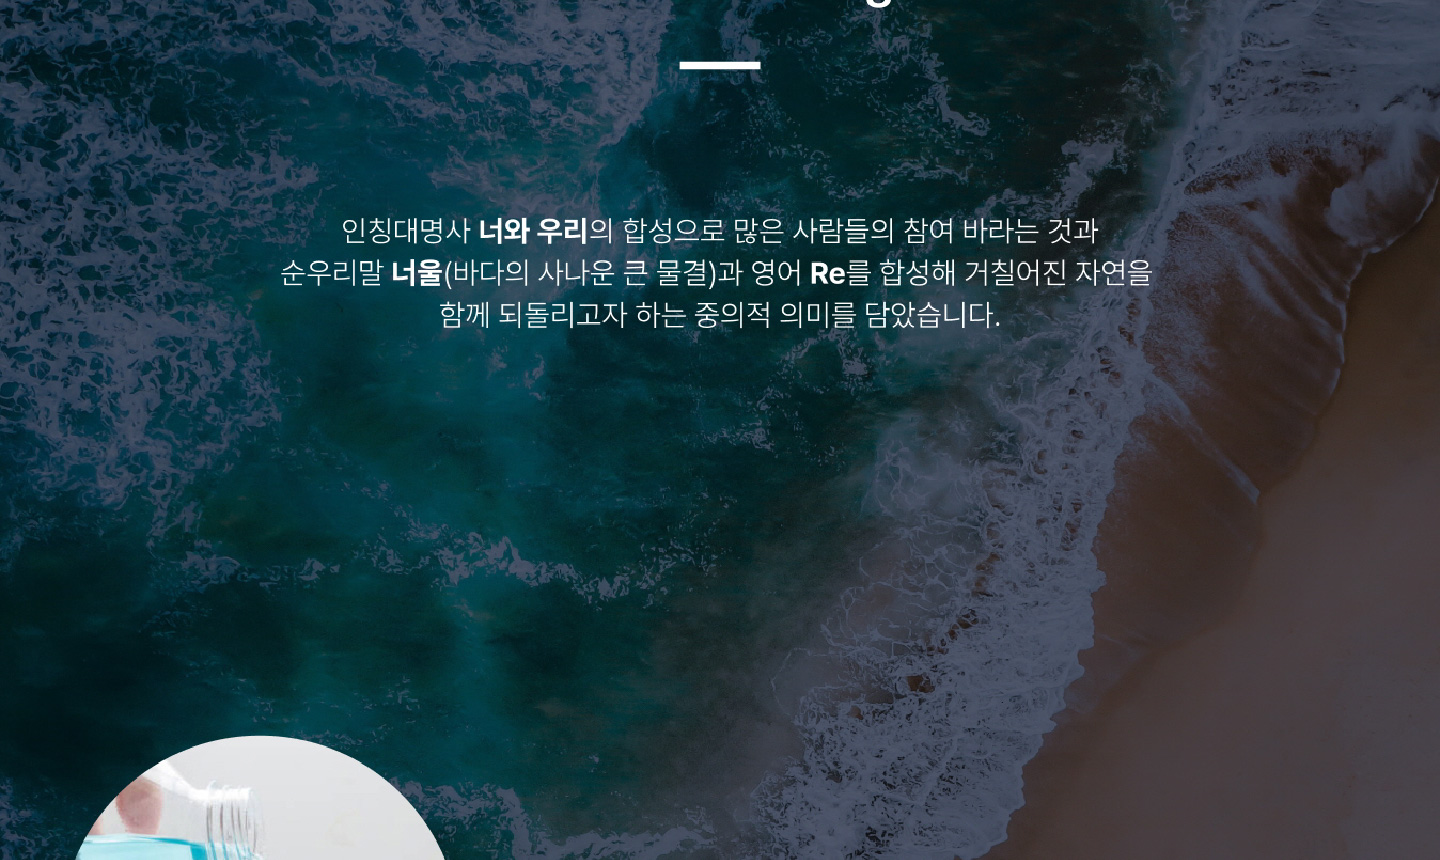 인칭대명사 너와 우리의 합성으로 많은 사람들의 참여 바라는 것과
순우리말 너울(바다의 사나운 큰 물결)과 영어 Re를 합성해 거칠어진 자연을
함께 되돌리고자 하는 중의적 의미를 담았습니다.